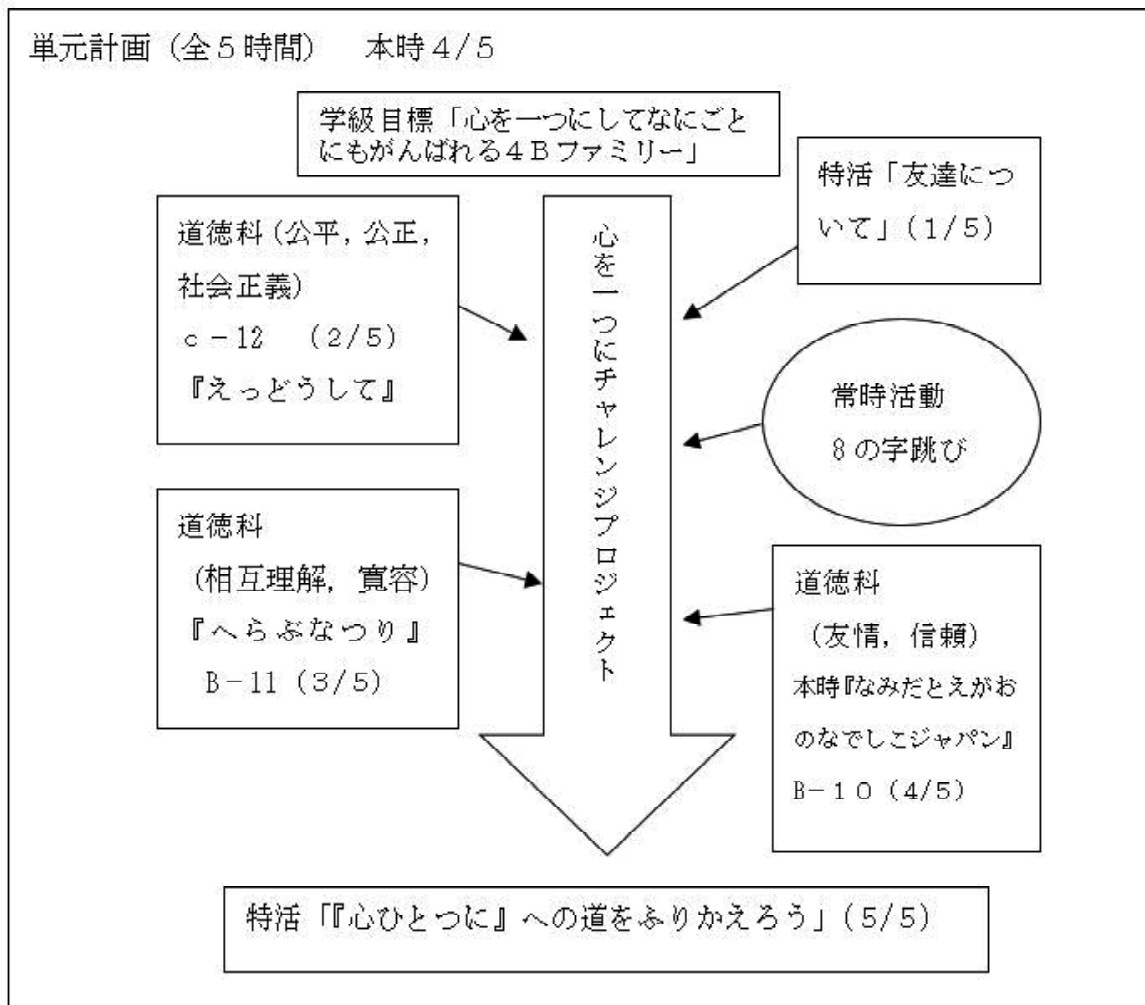 単元計画（全５時間）　本時４/５
学級目標「心を一つにしてなにごと
にもがんばれる４Ｂファミリー」
特活「友達につ
いて」（１/５）
道徳科（公平，公正，
社会正義）
ｃ－12　（２/５）
『えっどうして』
心を一つにチャレンジプロジェクト
常時活動
８の字跳び
道徳科
（相互理解，寛容）
『へらぶなつり』
Ｂ－11（３/５）
道徳科
（友情，信頼）
本時『なみだとえがお
のなでしこジャパン』
Ｂ－１０（４/５）
特活「『心ひとつに』への道をふりかえろう」（５/５）